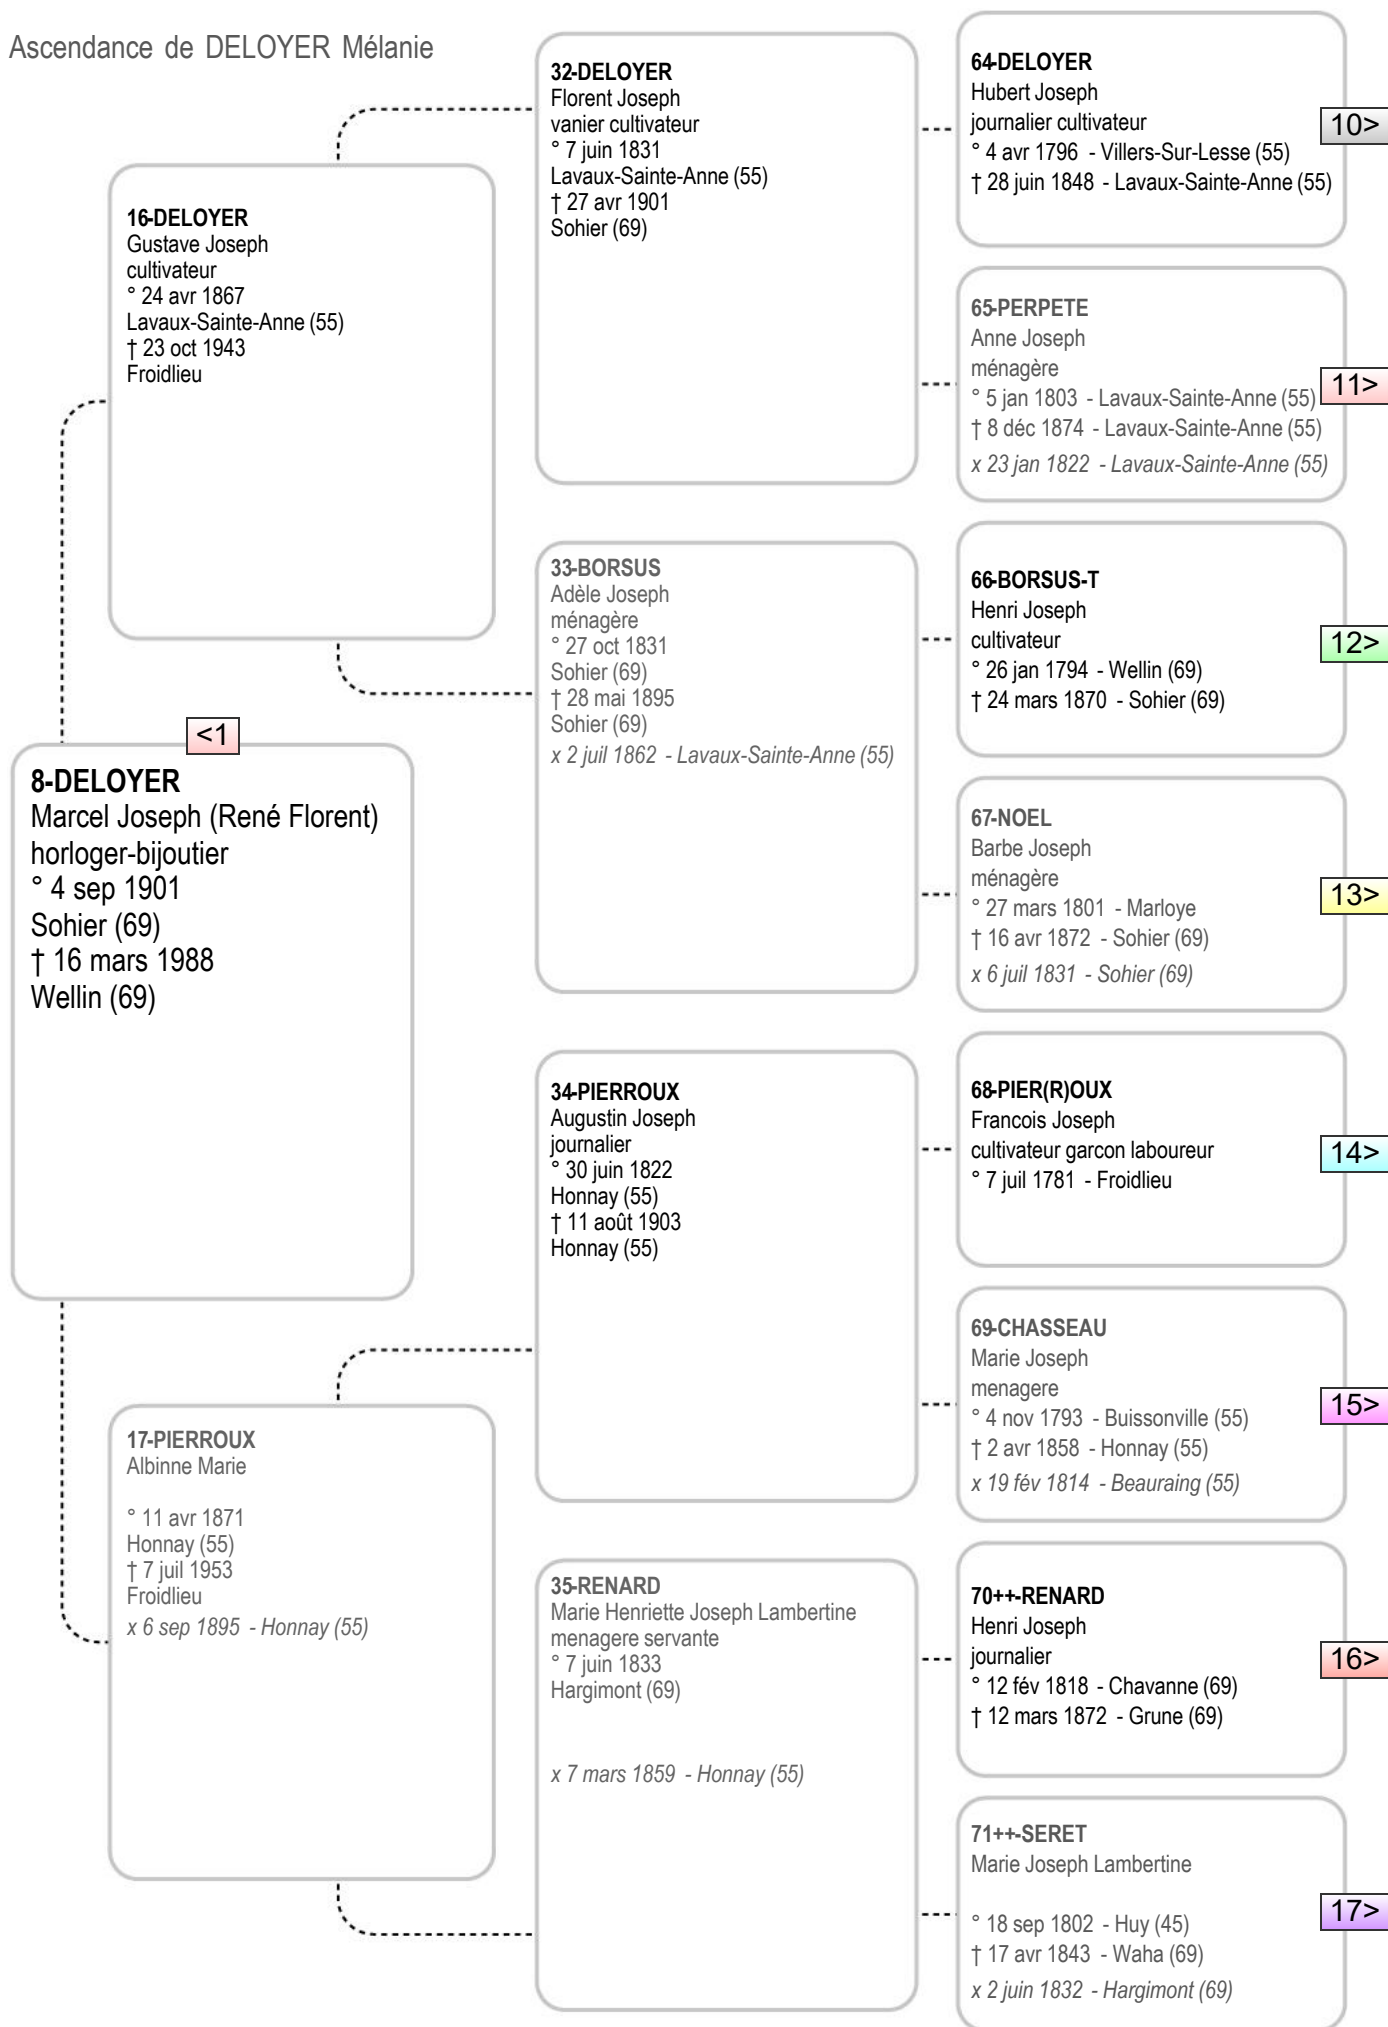 Ascendance de DELOYER Mélanie
<1
8-DELOYER
Marcel Joseph (René Florent)
horloger-bijoutier
° 4 sep 1901
Sohier (69)
† 16 mars 1988
Wellin (69)
16-DELOYER
Gustave Joseph
cultivateur
° 24 avr 1867
Lavaux-Sainte-Anne (55)
† 23 oct 1943
Froidlieu
17-PIERROUX
Albinne Marie
° 11 avr 1871
Honnay (55)
† 7 juil 1953
Froidlieu
x 6 sep 1895 - Honnay (55)
32-DELOYER
Florent Joseph
vanier cultivateur
° 7 juin 1831
Lavaux-Sainte-Anne (55)
† 27 avr 1901
Sohier (69)
33-BORSUS
Adèle Joseph
ménagère
° 27 oct 1831
Sohier (69)
† 28 mai 1895
Sohier (69)
x 2 juil 1862 - Lavaux-Sainte-Anne (55)
34-PIERROUX
Augustin Joseph
journalier
° 30 juin 1822
Honnay (55)
† 11 août 1903
Honnay (55)
35-RENARD
Marie Henriette Joseph Lambertine
menagere servante
° 7 juin 1833
Hargimont (69)
x 7 mars 1859 - Honnay (55)
64-DELOYER
Hubert Joseph
journalier cultivateur
° 4 avr 1796 - Villers-Sur-Lesse (55)
† 28 juin 1848 - Lavaux-Sainte-Anne (55)
10>
65-PERPETE
Anne Joseph
ménagère
° 5 jan 1803 - Lavaux-Sainte-Anne (55)
† 8 déc 1874 - Lavaux-Sainte-Anne (55)
x 23 jan 1822 - Lavaux-Sainte-Anne (55)
11>
66-BORSUS-T
Henri Joseph
cultivateur
° 26 jan 1794 - Wellin (69)
† 24 mars 1870 - Sohier (69)
12>
67-NOEL
Barbe Joseph
ménagère
° 27 mars 1801 - Marloye
† 16 avr 1872 - Sohier (69)
x 6 juil 1831 - Sohier (69)
13>
68-PIER(R)OUX
Francois Joseph
cultivateur garcon laboureur
° 7 juil 1781 - Froidlieu
14>
69-CHASSEAU
Marie Joseph
menagere
° 4 nov 1793 - Buissonville (55)
† 2 avr 1858 - Honnay (55)
x 19 fév 1814 - Beauraing (55)
15>
70++-RENARD
Henri Joseph
journalier
° 12 fév 1818 - Chavanne (69)
† 12 mars 1872 - Grune (69)
16>
71++-SERET
Marie Joseph Lambertine
° 18 sep 1802 - Huy (45)
† 17 avr 1843 - Waha (69)
x 2 juin 1832 - Hargimont (69)
17>